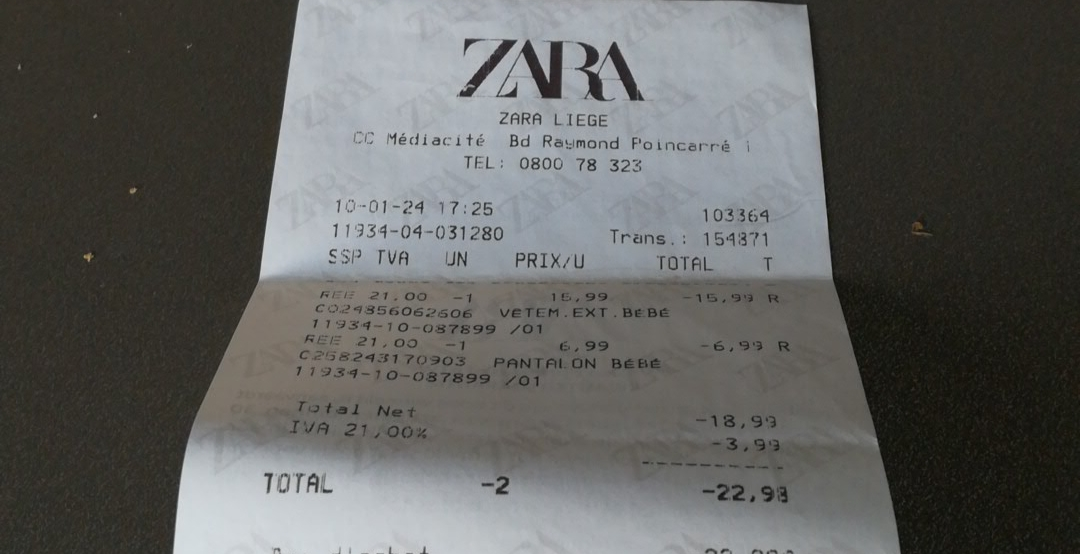 ZARA
ZARA LIEGE
CC Médiacité Bd Raymond Poincarré i
TEL: 0800 78 323
10-01-24 17:25 103364
11934-04-031280 Trans.: 154871
SSP TVA UN PRIX/U TOTAL T
REE 21.00 -1 15,99 -15,99 R
C024856062606 VETEM.EXT.BÉBÉ
11934-10-087899 /01
REE 21.00 -1 6,99 -6,99 R
C258243170903 PANTALON BÉBÉ
11934-10-087899 /01
Total Net -18,99
IVA 21,00% -3,99
TOTAL -2 -22,98